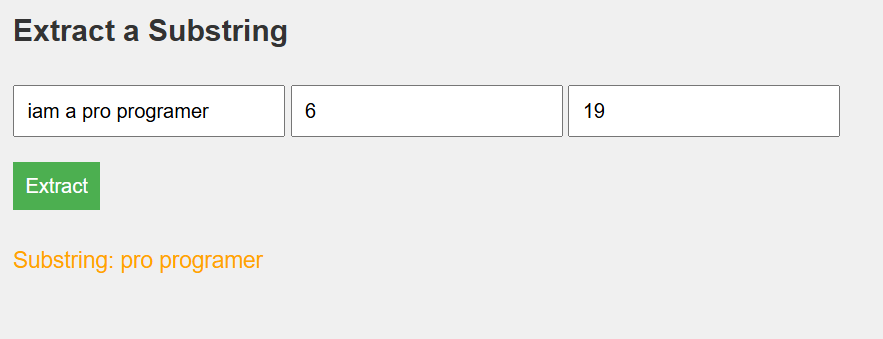 Extract a Substring
iam a pro programer 6 19
Extract
Substring: pro programer